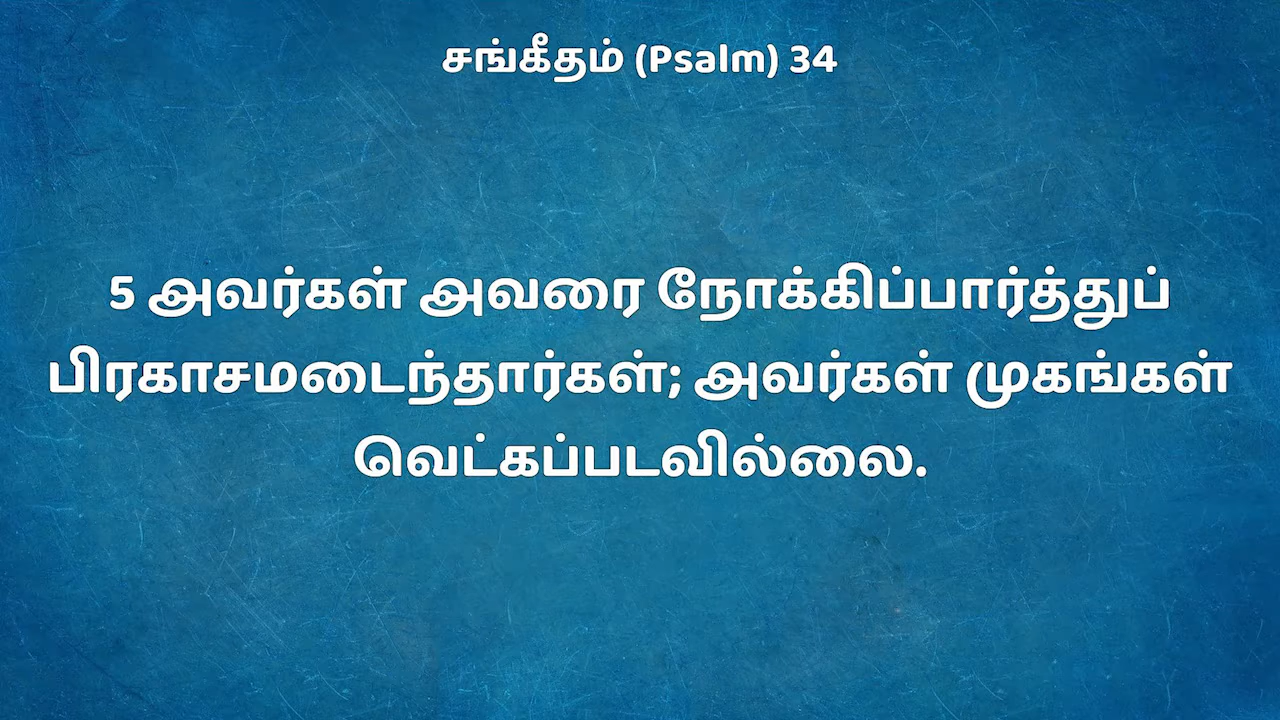 சங்கீதம் (Psalm) 34
5 அவர்கள் அவரை நோக்கிப்பார்த்துப்
பிரகாசமடைந்தார்கள்; அவர்கள் முகங்கள்
வெட்கப்படவில்லை.